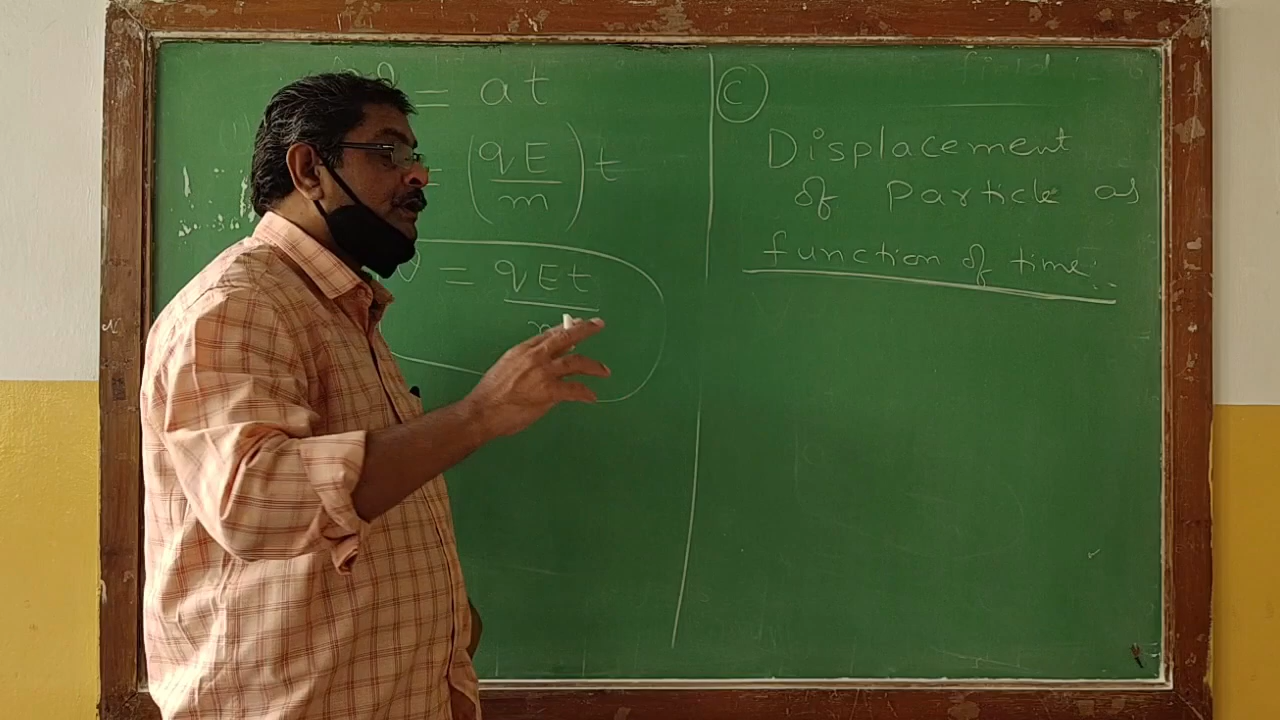 = at
= (qE/m) t
v = qEt/m
(C)
Displacement
of Particle as
function of time: